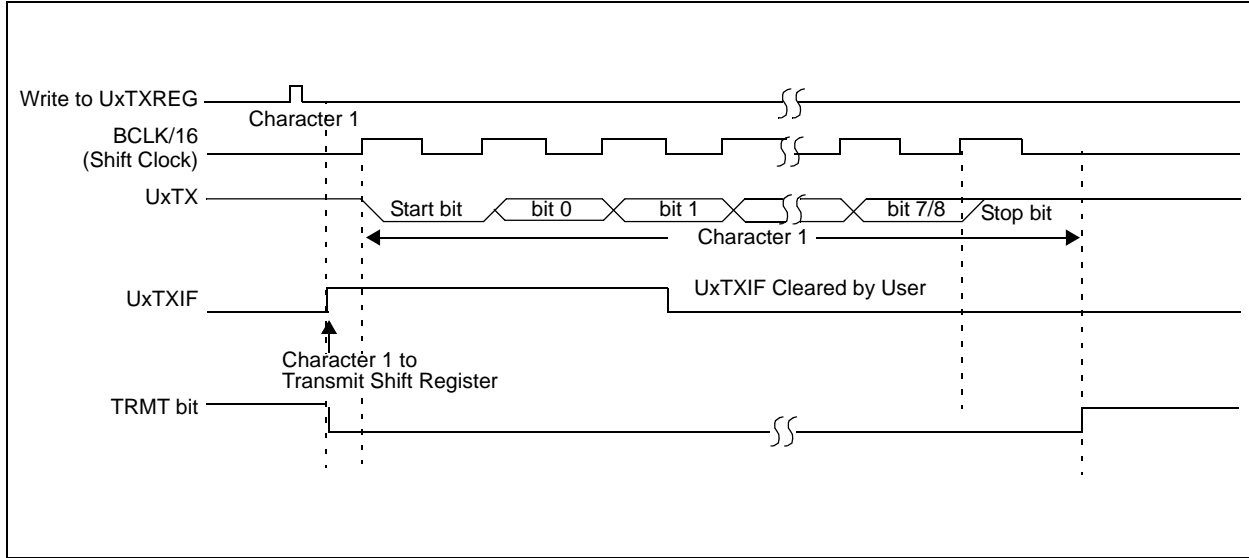 Write to UxTXREG
Character 1
BCLK/16
(Shift Clock)
UxTX
Start bit
bit 0
bit 1
bit 7/8
Stop bit
Character 1
UxTXIF
UxTXIF Cleared by User
Character 1 to
Transmit Shift Register
TRMT bit